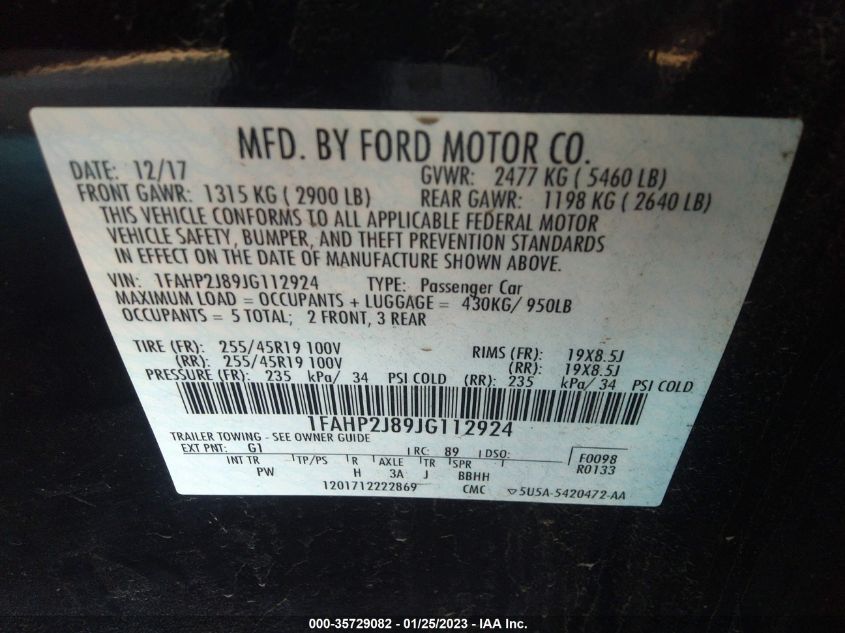 MFD. BY FORD MOTOR CO.
DATE: 12/17 GVWR: 2477 KG ( 5460 LB)
FRONT GAWR: 1315 KG ( 2900 LB) REAR GAWR: 1198 KG ( 2640 LB)
THIS VEHICLE CONFORMS TO ALL APPLICABLE FEDERAL MOTOR
VEHICLE SAFETY, BUMPER, AND THEFT PREVENTION STANDARDS
IN EFFECT ON THE DATE OF MANUFACTURE SHOWN ABOVE.
VIN: 1FAHP2J89JG112924 TYPE: Passenger Car
MAXIMUM LOAD = OCCUPANTS + LUGGAGE = 430KG/ 950LB
OCCUPANTS = 5 TOTAL; 2 FRONT, 3 REAR
TIRE (FR): 255/45R19 100V RIMS (FR): 19X8.5J
(RR): 255/45R19 100V (RR): 19X8.5J
PRESSURE (FR): 235 kPa/ 34 PSI COLD (RR): 235 kPa/ 34 PSI COLD
1FAHP2J89JG112924
TRAILER TOWING - SEE OWNER GUIDE
EXT PNT: G1 RC: 89 DSO: F0098
INT TR TP/PS R AXLE TR SPR R0133
PW H 3A J BBHH
1201712222869 CMC ▽5U5A-5420472-AA
000-35729082 - 01/25/2023 - IAA Inc.